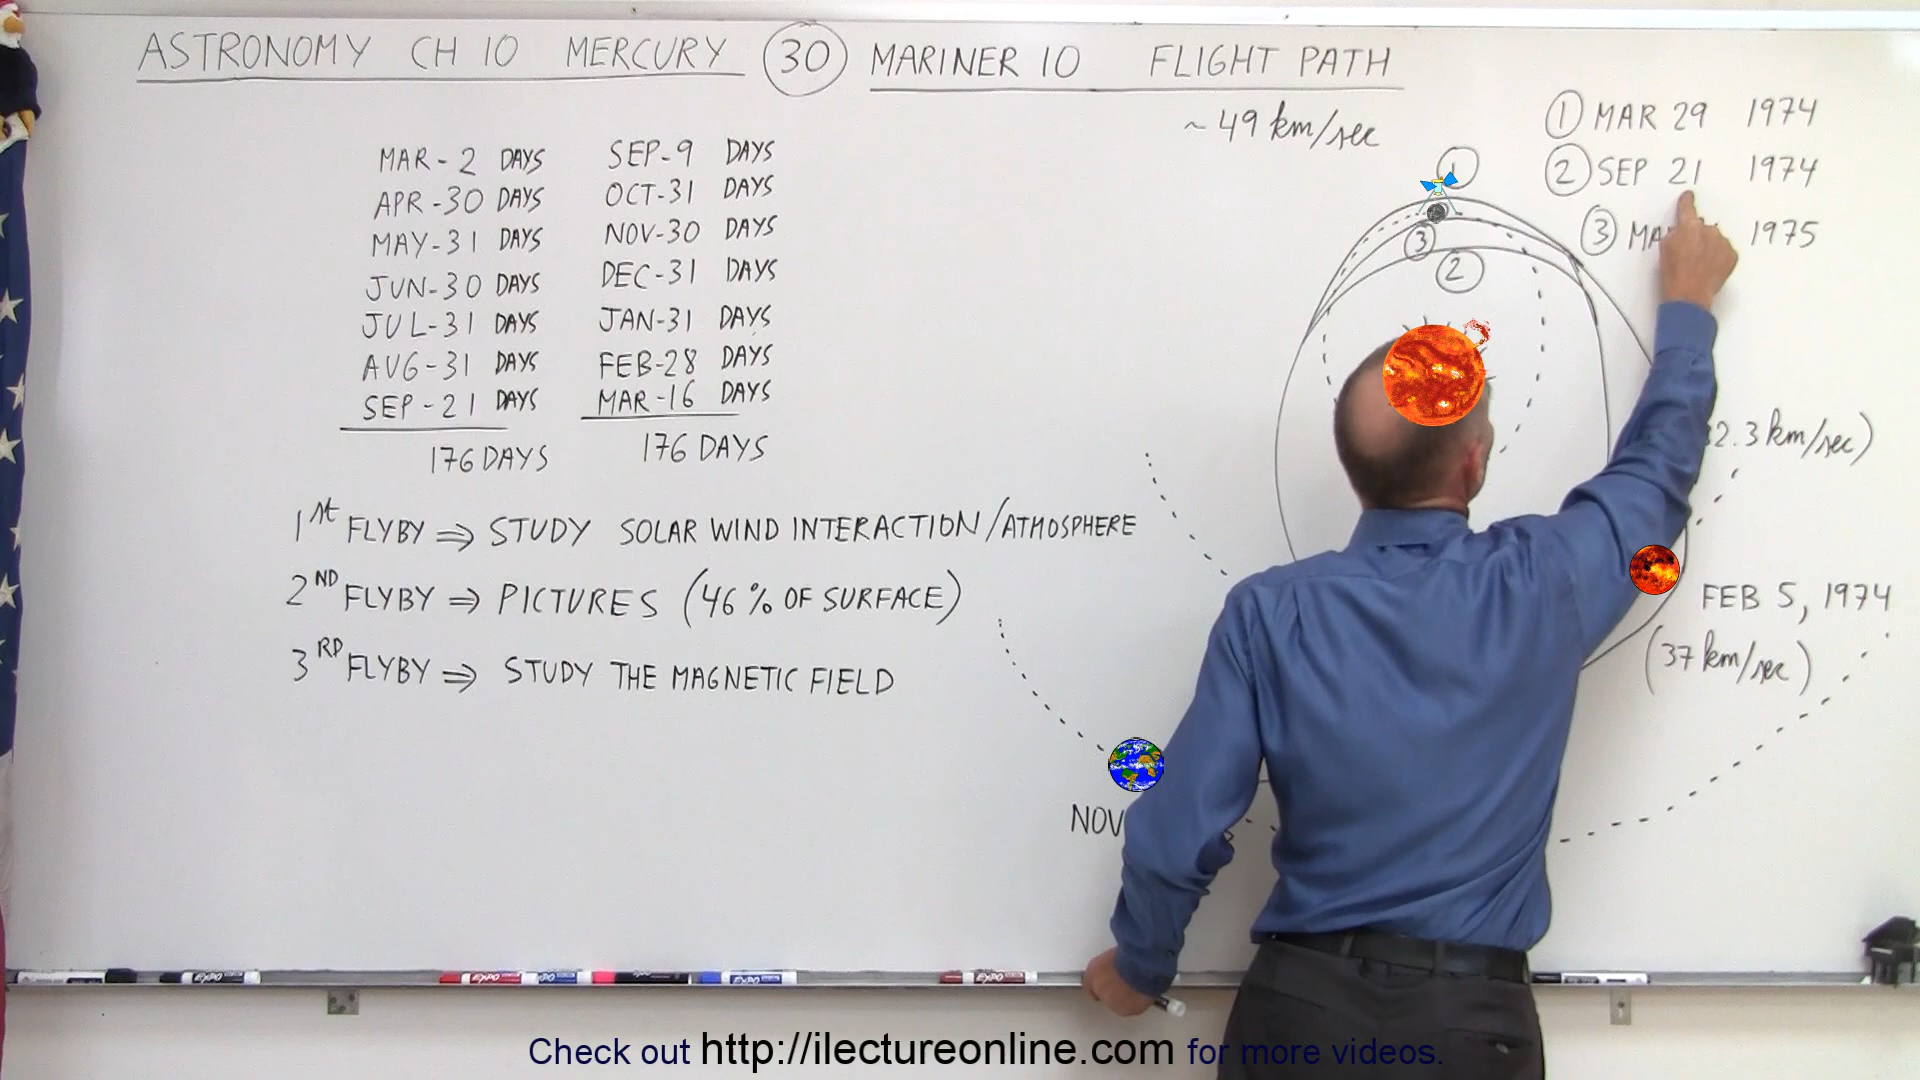 ASTRONOMY CH 10 MERCURY 30 MARINER 10 FLIGHT PATH
~49 km/sec
1 MAR 29 1974
2 SEP 21 1974
3 1975
MAR - 2 DAYS
APR - 30 DAYS
MAY - 31 DAYS
JUN - 30 DAYS
JUL - 31 DAYS
AUG - 31 DAYS
SEP - 21 DAYS
176 DAYS
SEP - 9 DAYS
OCT - 31 DAYS
NOV - 30 DAYS
DEC - 31 DAYS
JAN - 31 DAYS
FEB - 28 DAYS
MAR - 16 DAYS
176 DAYS
1
3
2
2.3 km/sec)
1st FLYBY ⇒ STUDY SOLAR WIND INTERACTION/ATMOSPHERE
2ND FLYBY ⇒ PICTURES (46% OF SURFACE)
3RD FLYBY ⇒ STUDY THE MAGNETIC FIELD
FEB 5, 1974
(37 km/sec)
NOV
Check out http://ilectureonline.com for more videos.